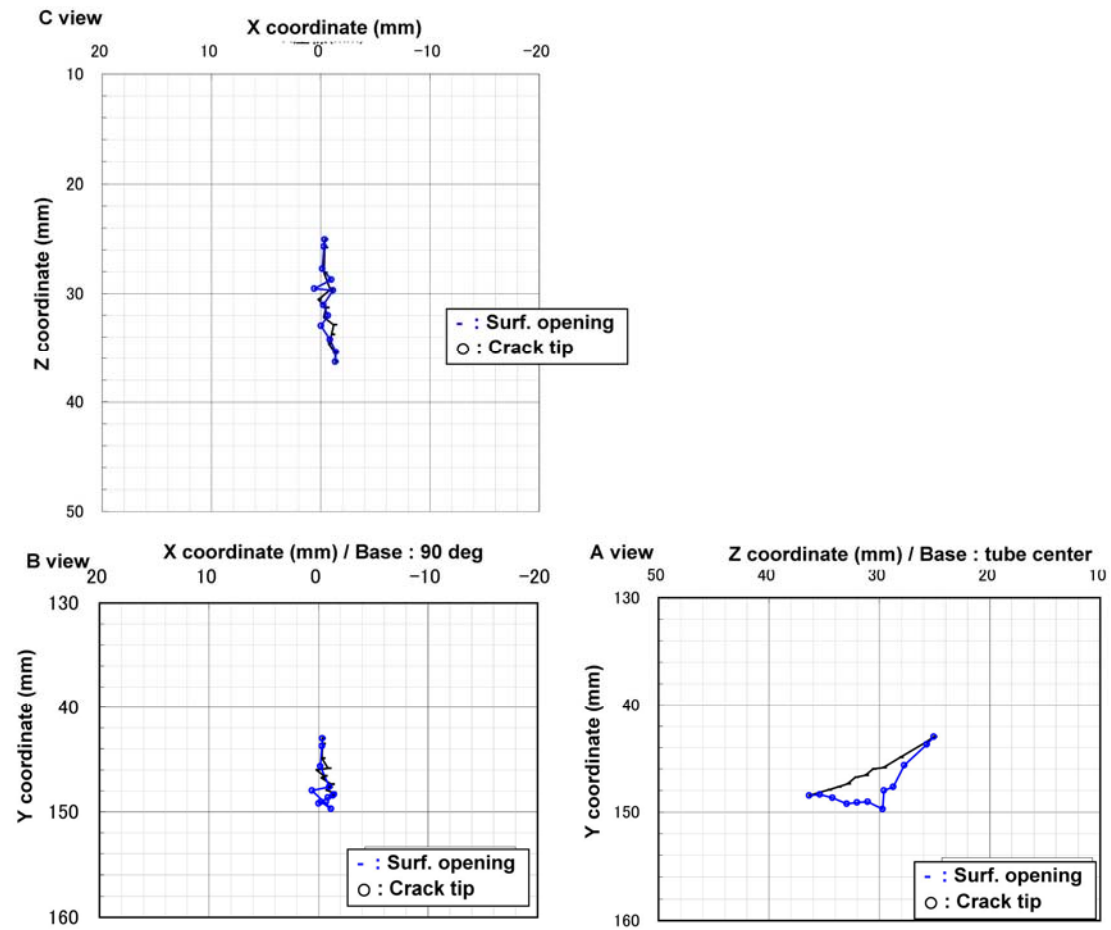 C view
X coordinate (mm)
20 10 0 -10 -20
10
20
30
40
50
Z coordinate (mm)
- : Surf. opening
○ : Crack tip
B view
X coordinate (mm) / Base : 90 deg
20 10 0 -10 -20
130
40
150
160
Y coordinate (mm)
- : Surf. opening
○ : Crack tip
A view
Z coordinate (mm) / Base : tube center
50 40 30 20 10
130
40
150
160
Y coordinate (mm)
- : Surf. opening
○ : Crack tip